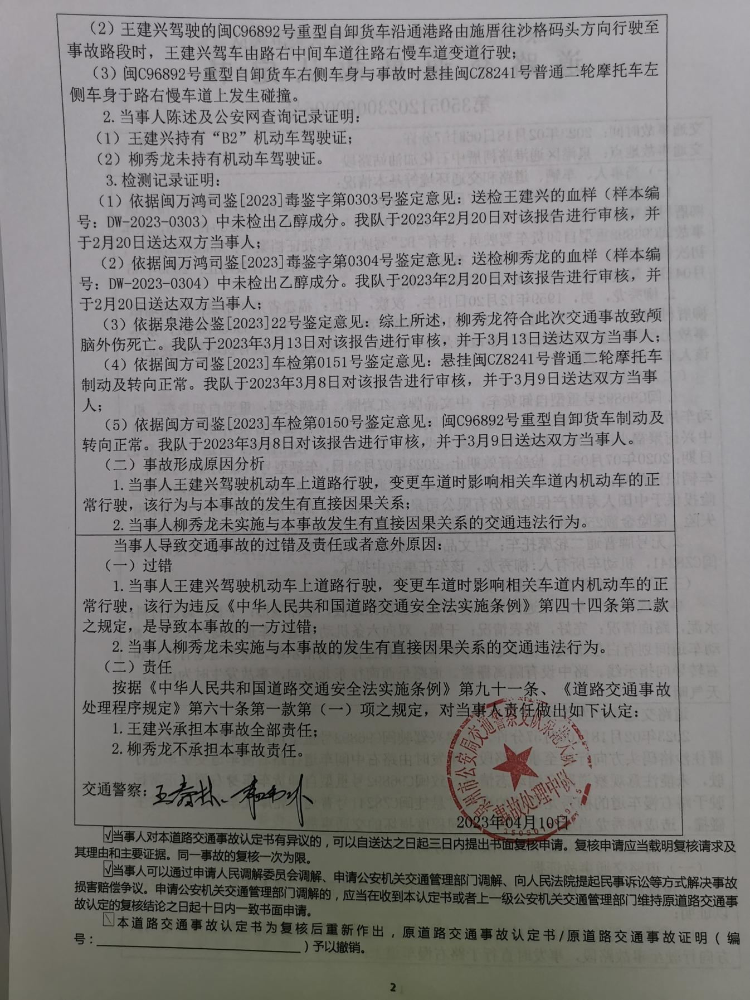 （2）王建兴驾驶的闽C96892号重型自卸货车沿通港路由施厝往沙格码头方向行驶至
事故路段时，王建兴驾车由路右中间车道往路右慢车道变道行驶；
（3）闽C96892号重型自卸货车右侧车身与事故时悬挂闽CZ8241号普通二轮摩托车左
侧车身于路右慢车道上发生碰撞。
2.当事人陈述及公安网查询记录证明：
（1）王建兴持有“B2”机动车驾驶证；
（2）柳秀龙未持有机动车驾驶证。
3.检测记录证明：
（1）依据闽万鸿司鉴[2023]毒鉴字第0303号鉴定意见：送检王建兴的血样（样本编
号：DW-2023-0303）中未检出乙醇成分。我队于2023年2月20日对该报告进行审核，并
于2月20日送达双方当事人；
（2）依据闽万鸿司鉴[2023]毒鉴字第0304号鉴定意见：送检柳秀龙的血样（样本编
号：DW-2023-0304）中未检出乙醇成分。我队于2023年2月20日对该报告进行审核，并
于2月20日送达双方当事人；
（3）依据泉港公鉴[2023]22号鉴定意见：综上所述，柳秀龙符合此次交通事故致颅
脑外伤死亡。我队于2023年3月13日对该报告进行审核，并于3月13日送达双方当事人；
（4）依据闽方司鉴[2023]车检第0151号鉴定意见：悬挂闽CZ8241号普通二轮摩托车
制动及转向正常。我队于2023年3月8日对该报告进行审核，并于3月9日送达双方当事
人；
（5）依据闽方司鉴[2023]车检第0150号鉴定意见：闽C96892号重型自卸货车制动及
转向正常。我队于2023年3月8日对该报告进行审核，并于3月9日送达双方当事人。
（二）事故形成原因分析
1.当事人王建兴驾驶机动车上道路行驶，变更车道时影响相关车道内机动车的正
常行驶，该行为与本事故的发生有直接因果关系；
2.当事人柳秀龙未实施与本事故发生有直接因果关系的交通违法行为。
当事人导致交通事故的过错及责任或者意外原因：
（一）过错
1.当事人王建兴驾驶机动车上道路行驶，变更车道时影响相关车道内机动车的正
常行驶，该行为违反《中华人民共和国道路交通安全法实施条例》第四十四条第二款
之规定，是导致本事故的一方过错；
2.当事人柳秀龙未实施与本事故的发生有直接因果关系的交通违法行为。
（二）责任
按据《中华人民共和国道路交通安全法实施条例》第九十一条、《道路交通事故
处理程序规定》第六十条第一款第（一）项之规定，对当事人责任做出如下认定：
1.王建兴承担本事故全部责任；
2.柳秀龙不承担本事故责任。
泉州市公安局交通警察支队泉港大队
事故处理中队
交通警察：
2023年04月10日
√当事人对本道路交通事故认定书有异议的，可以自送达之日起三日内提出书面复核申请。复核申请应当载明复核请求及
其理由和主要证据。同一事故的复核一次为限。
√当事人可以通过申请人民调解委员会调解、申请公安机关交通管理部门调解、向人民法院提起民事诉讼等方式解决事故
损害赔偿争议。申请公安机关交通管理部门调解的，应当在收到本认定书或者上一级公安机关交通管理部门维持原道路交通事
故认定的复核结论之日起十日内一致书面申请。
本道路交通事故认定书为复核后重新作出，原道路交通事故认定书/原道路交通事故证明（编
号：）予以撤销。
2